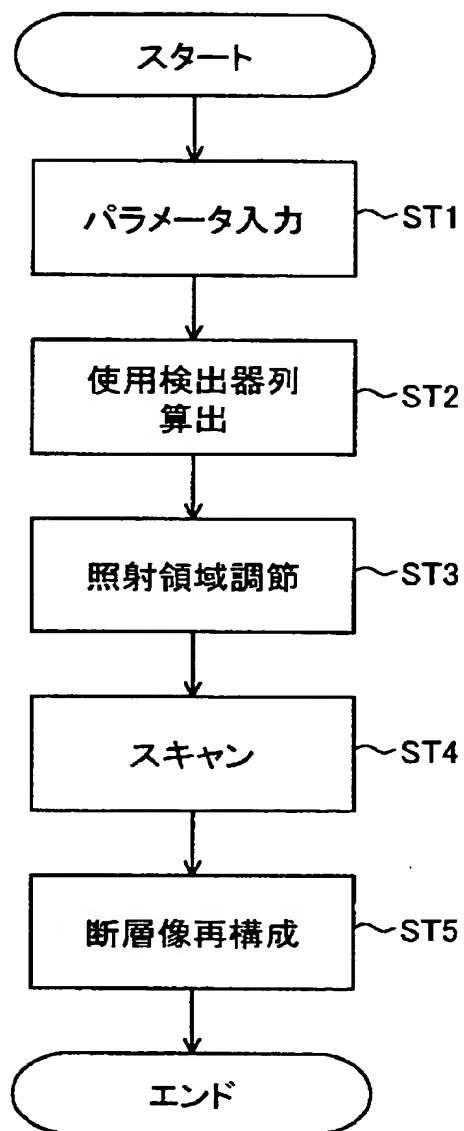 スタート
パラメータ入力 ST1
使用検出器列
算出 ST2
照射領域調節 ST3
スキャン ST4
断層像再構成 ST5
エンド